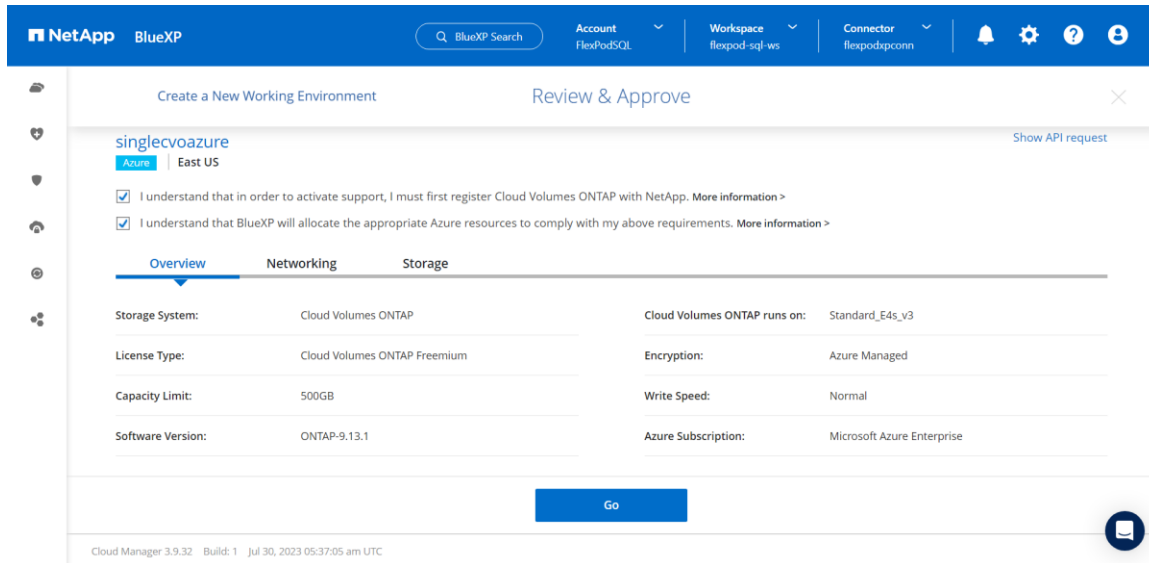 NetApp BlueXP
BlueXP Search
Account
FlexPodSQL
Workspace
flexpod-sql-ws
Connector
flexpodxpconn
Create a New Working Environment
Review & Approve
singlecvoazure
Show API request
Azure East US
I understand that in order to activate support, I must first register Cloud Volumes ONTAP with NetApp. More information >
I understand that BlueXP will allocate the appropriate Azure resources to comply with my above requirements. More information >
Overview Networking Storage
Storage System: Cloud Volumes ONTAP
Cloud Volumes ONTAP runs on: Standard_E4s_v3
License Type: Cloud Volumes ONTAP Freemium
Encryption: Azure Managed
Capacity Limit: 500GB
Write Speed: Normal
Software Version: ONTAP-9.13.1
Azure Subscription: Microsoft Azure Enterprise
Go
Cloud Manager 3.9.32 Build: 1 Jul 30, 2023 05:37:05 am UTC